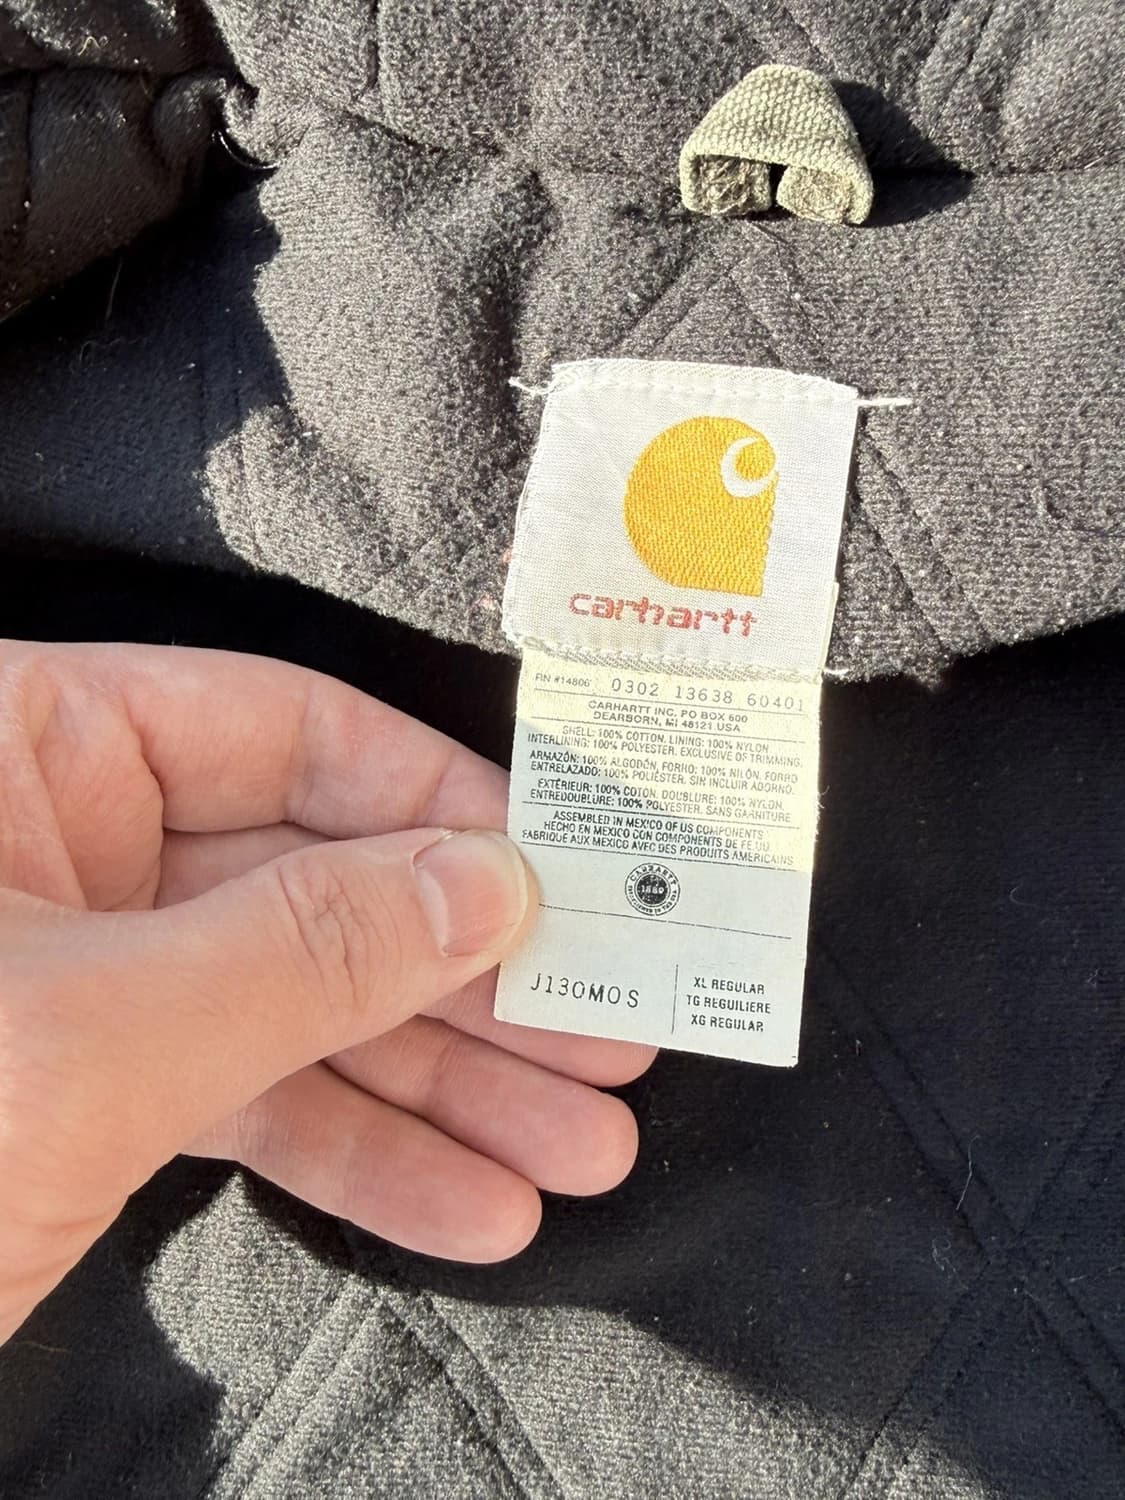 carhartt
RN #14806 0302 13638 60401
CARHARTT INC. PO BOX 600
DEARBORN, MI 48121 USA
SHELL: 100% COTTON. LINING: 100% NYLON
INTERLINING: 100% POLYESTER. EXCLUSIVE OF TRIMMING.
ARMAZÓN: 100% ALGODÓN, FORRO: 100% NILÓN, FORRO
ENTRELAZADO: 100% POLIÉSTER. SIN INCLUIR ADORNO.
EXTÉRIEUR: 100% COTON. DOUBLURE: 100% NYLON.
ENTREDOUBLURE: 100% POLYESTER. SANS GARNITURE
ASSEMBLED IN MEXICO OF US COMPONENTS
HECHO EN MEXICO CON COMPONENTS DE EE.UU.
FABRIQUÉ AUX MEXICO AVEC DES PRODUITS AMERICAINS
CARHARTT
1889
J130MOS
XL REGULAR
TG REGUILIERE
XG REGULAR